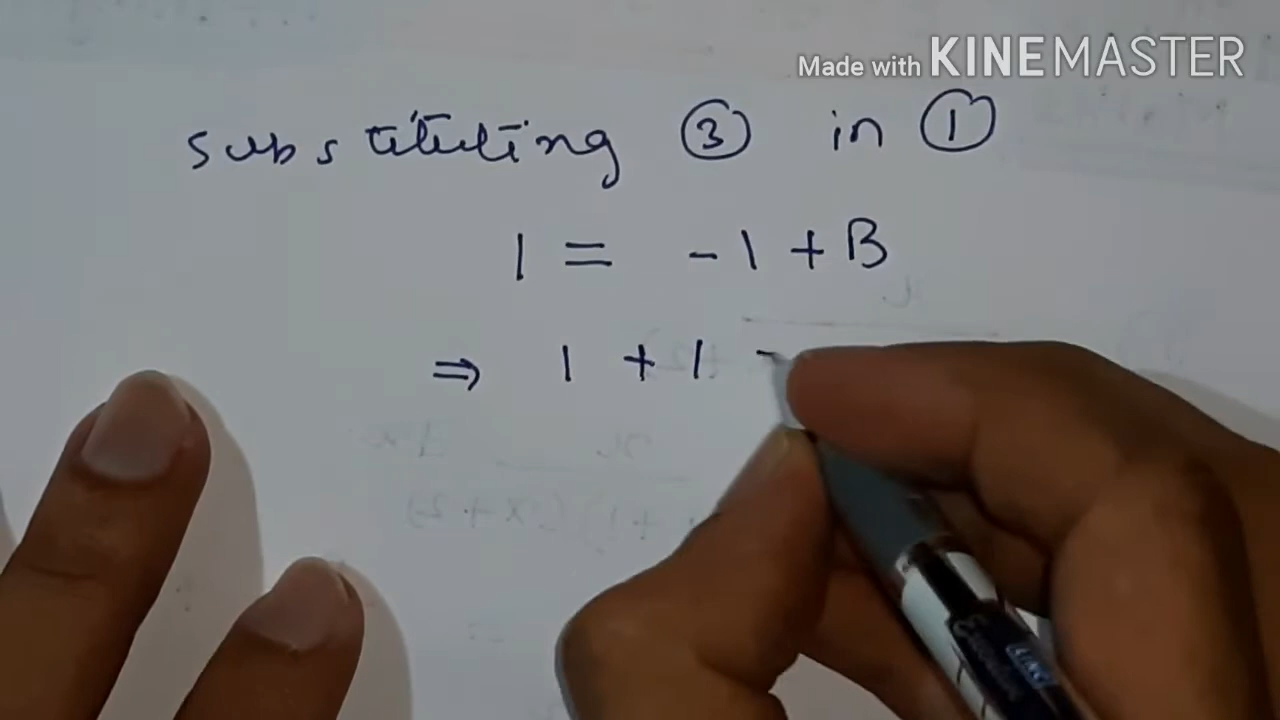 Made with KINEMASTER
substituting ③ in ①
1 = -1 + B
⇒ 1 + 1